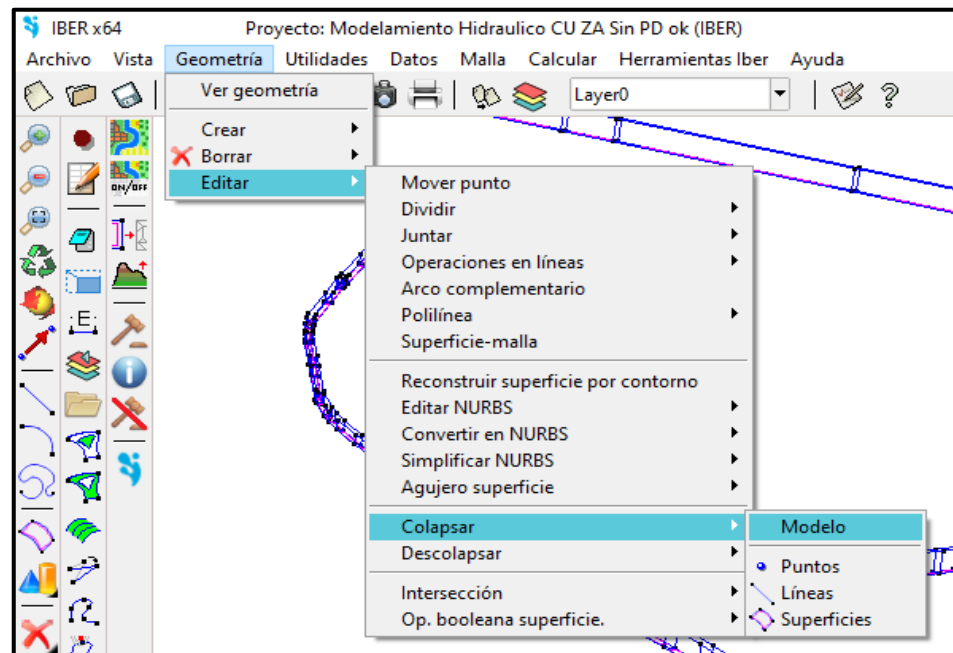 IBER x64 Proyecto: Modelamiento Hidraulico CU ZA Sin PD ok (IBER)
Archivo Vista Geometría Utilidades Datos Malla Calcular Herramientas Iber Ayuda
Ver geometría
Layer0
Crear
Borrar
Editar
ON/OFF
Mover punto
Dividir
Juntar
Operaciones en líneas
Arco complementario
Polilínea
Superficie-malla
E
Reconstruir superficie por contorno
Editar NURBS
Convertir en NURBS
Simplificar NURBS
Agujero superficie
Colapsar
Modelo
Descolapsar
Puntos
Intersección
Líneas
Op. booleana superficie.
Superficies